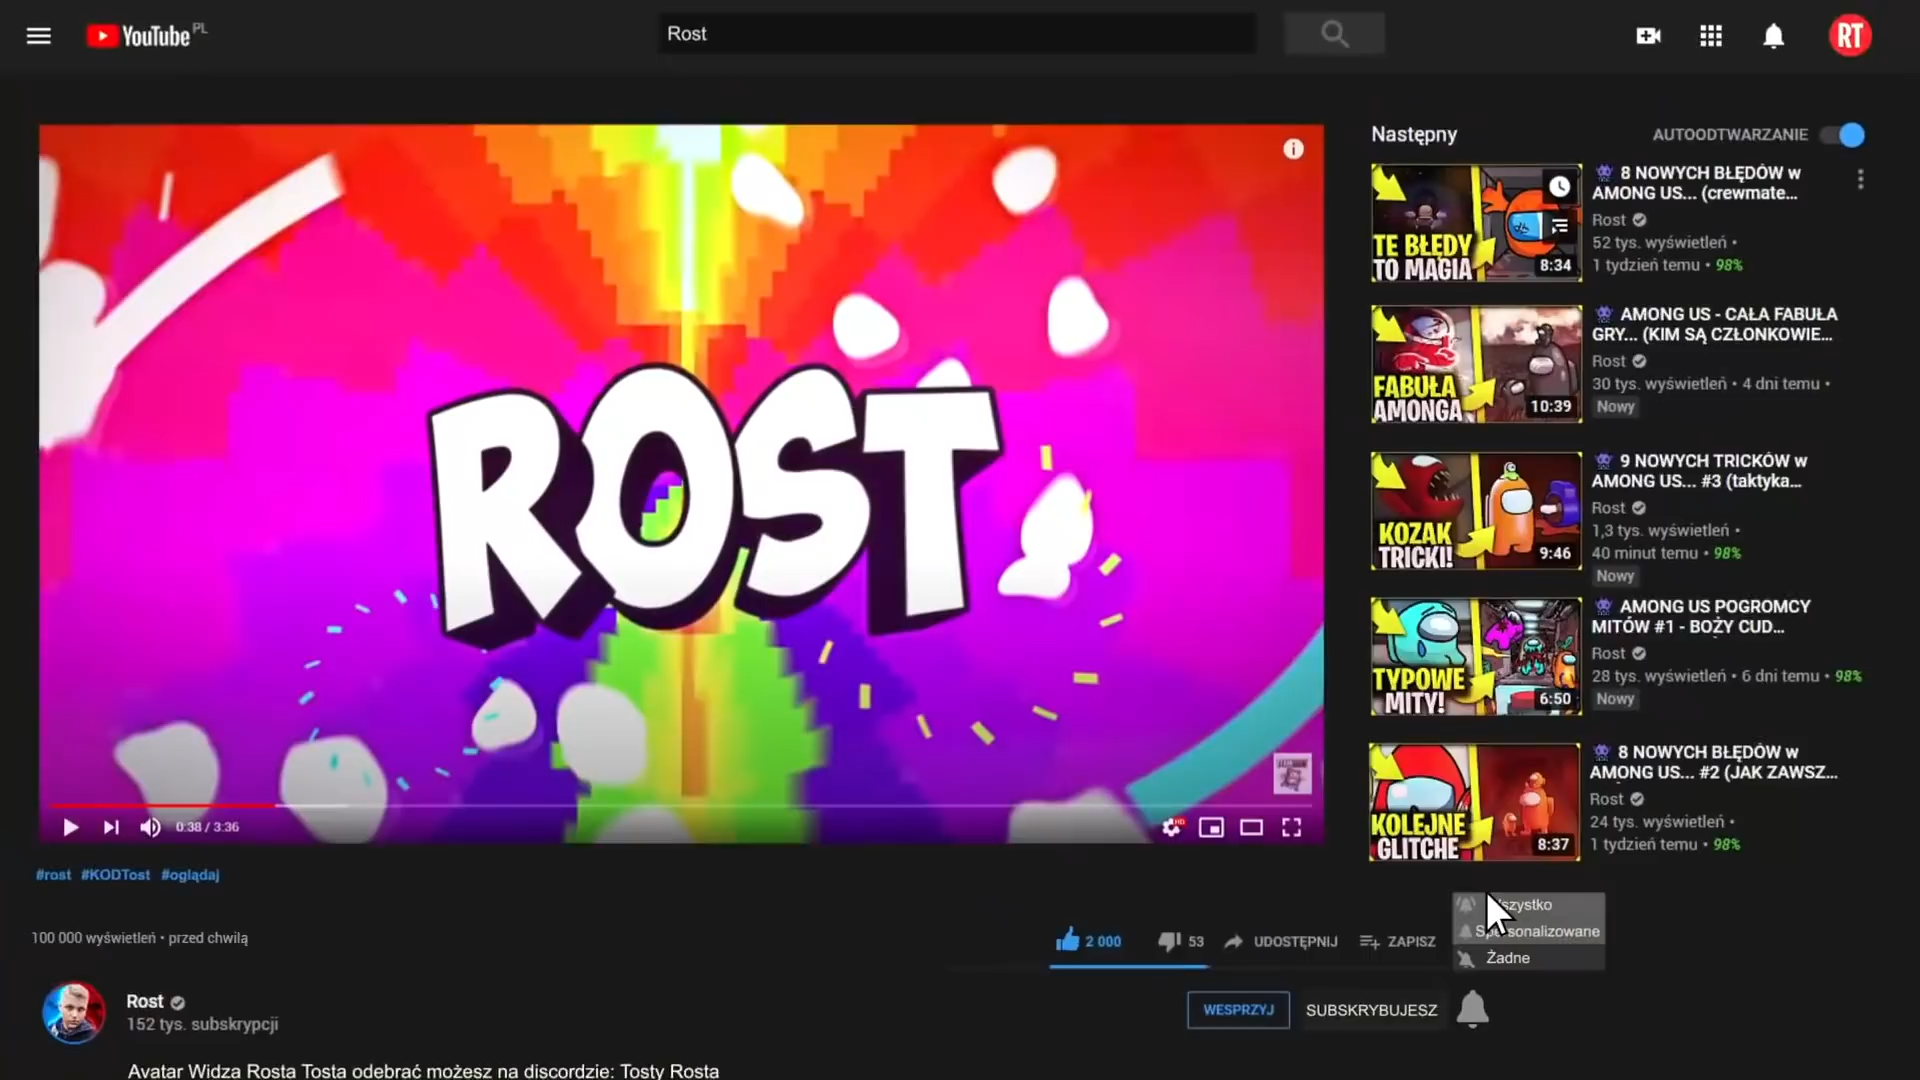 YouTube PL
Rost
RT
ROST
0:38 / 3:36
HD
#rost #KODTost #oglądaj
100 000 wyświetleń • przed chwilą
2 000
53
UDOSTĘPNIJ
ZAPISZ
Spersonalizowane
Żadne
Rost
152 tys. subskrypcji
WESPRZYJ
SUBSKRYBUJESZ
Avatar Widza Rosta Tosta odebrać możesz na discordzie: Tosty Rosta
Następny
AUTOODTWARZANIE
TE BŁĘDY
TO MAGIA
8:34
8 NOWYCH BŁĘDÓW w
AMONG US... (crewmate...
Rost
52 tys. wyświetleń •
1 tydzień temu • 98%
FABUŁA
AMONGA
10:39
AMONG US - CAŁA FABUŁA
GRY... (KIM SĄ CZŁONKOWIE...
Rost
30 tys. wyświetleń • 4 dni temu •
Nowy
KOZAK
TRICKI!
9:46
9 NOWYCH TRICKÓW w
AMONG US... #3 (taktyka...
Rost
1,3 tys. wyświetleń •
40 minut temu • 98%
Nowy
TYPOWE
MITY!
6:50
AMONG US POGROMCY
MITÓW #1 - BOŻY CUD...
Rost
28 tys. wyświetleń • 6 dni temu • 98%
Nowy
KOLEJNE
GLITCHE
8:37
8 NOWYCH BŁĘDÓW w
AMONG US... #2 (JAK ZAWSZ...
Rost
24 tys. wyświetleń •
1 tydzień temu • 98%